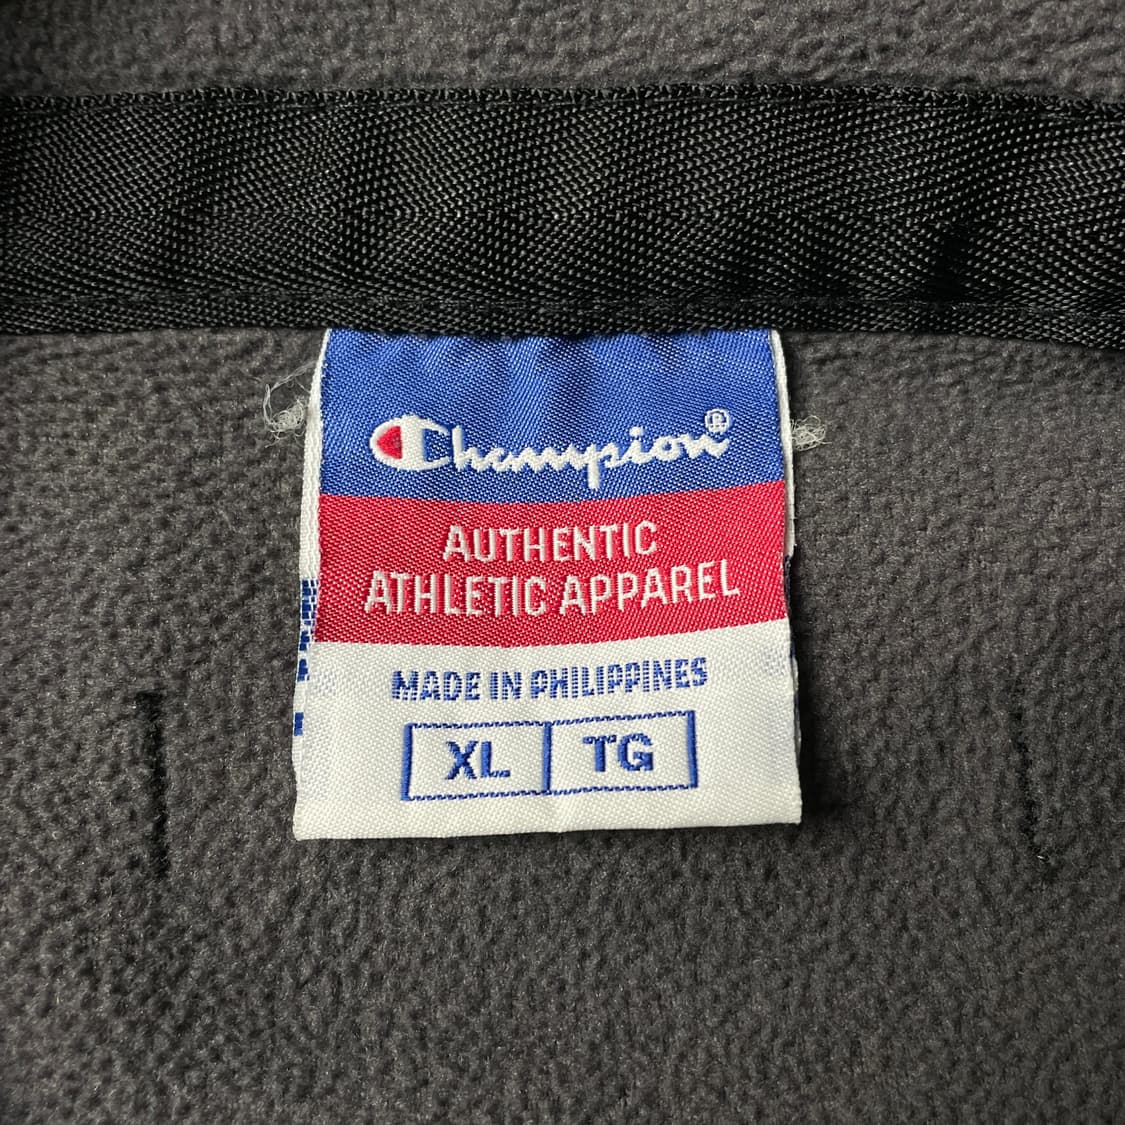 Champion®
AUTHENTIC
ATHLETIC APPAREL
MADE IN PHILIPPINES
XL TG